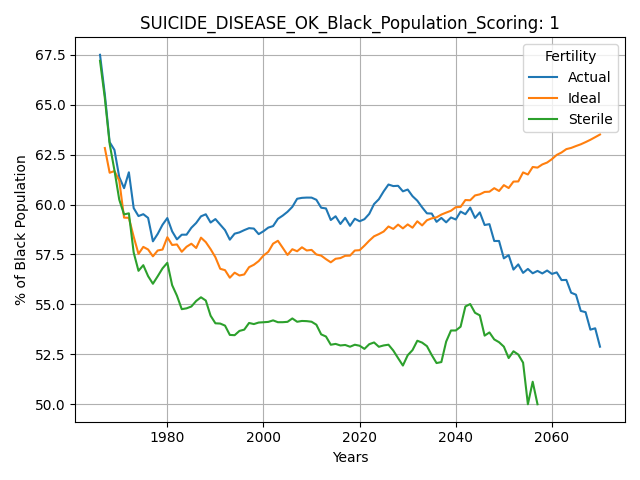 SUICIDE_DISEASE_OK_Black_Population_Scoring: 1
Fertility
Actual
Ideal
Sterile
% of Black Population
67.5
65.0
62.5
60.0
57.5
55.0
52.5
50.0
1980 2000 2020 2040 2060
Years